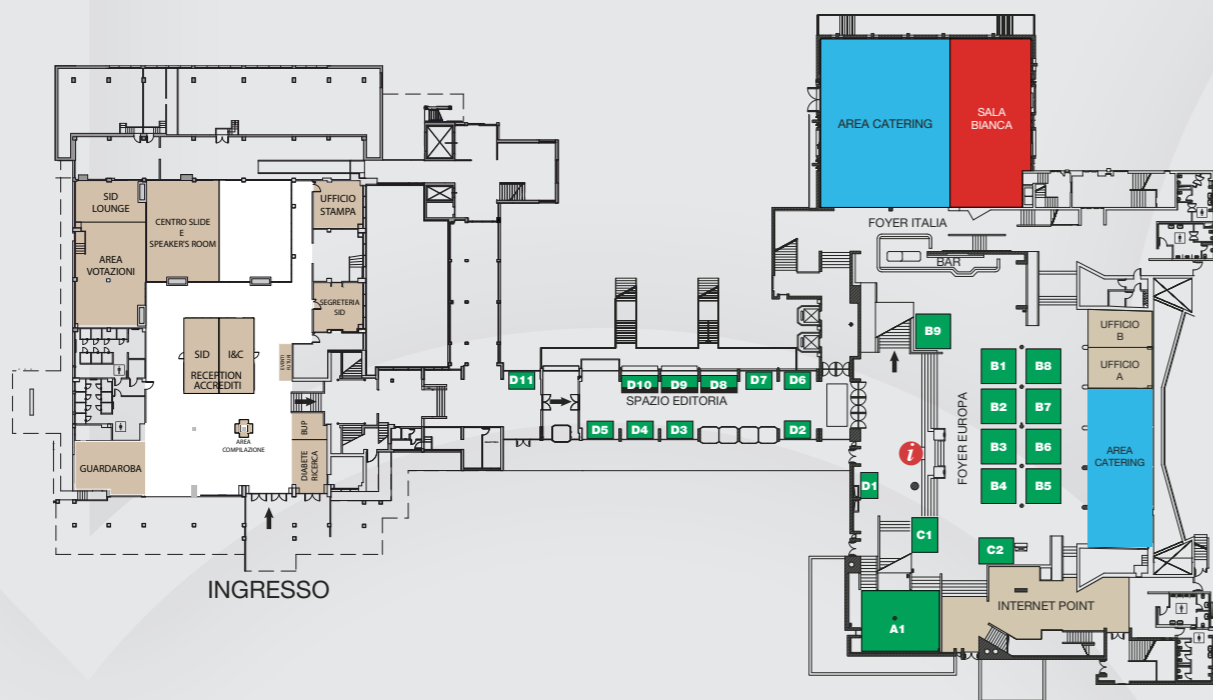 AREA CATERING
SALA
BIANCA
SID
LOUNGE
CENTRO SLIDE
E
SPEAKER'S ROOM
UFFICIO
STAMPA
AREA
VOTAZIONI
SEGRETERIA
SID
FOYER ITALIA
BAR
SID
I&C
RECEPTION
ACCREDITI
EVENTI
FUTURI
B9
UFFICIO
B
UFFICIO
A
B1
B8
B2
B7
B3
B6
B4
B5
D11
D10
D9
D8
D7
D6
SPAZIO EDITORIA
D5
D4
D3
D2
FOYER EUROPA
i
AREA
CATERING
BLIP
AREA
COMPILAZIONE
DIABETE
RICERCA
GUARDAROBA
D1
C1
C2
INGRESSO
A1
INTERNET POINT